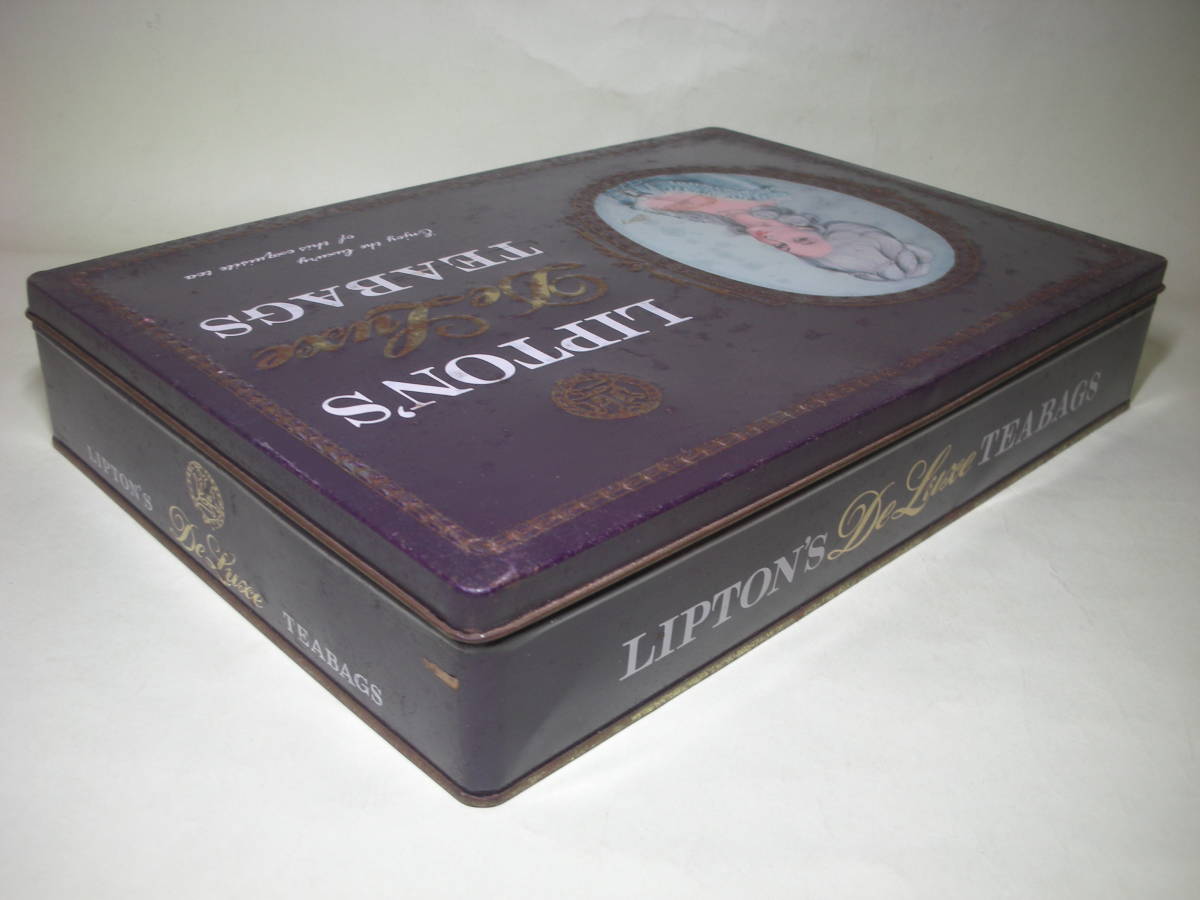 LIPTON'S
De Luxe
TEABAGS
Enjoy the luxury
of this exquisite tea
LIPTON'S De Luxe TEABAGS
LIPTON'S De Luxe TEABAGS